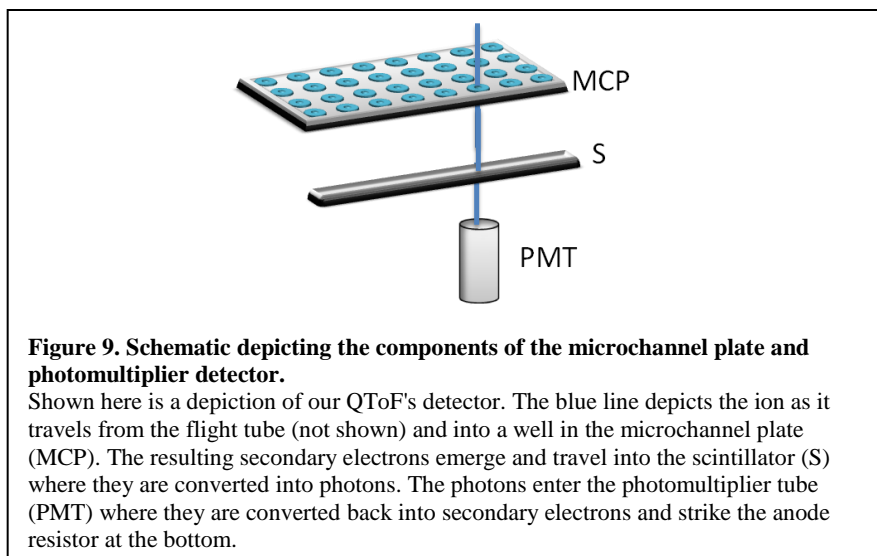 MCP
S
PMT
Figure 9. Schematic depicting the components of the microchannel plate and
photomultiplier detector.
Shown here is a depiction of our QToF's detector. The blue line depicts the ion as it
travels from the flight tube (not shown) and into a well in the microchannel plate
(MCP). The resulting secondary electrons emerge and travel into the scintillator (S)
where they are converted into photons. The photons enter the photomultiplier tube
(PMT) where they are converted back into secondary electrons and strike the anode
resistor at the bottom.